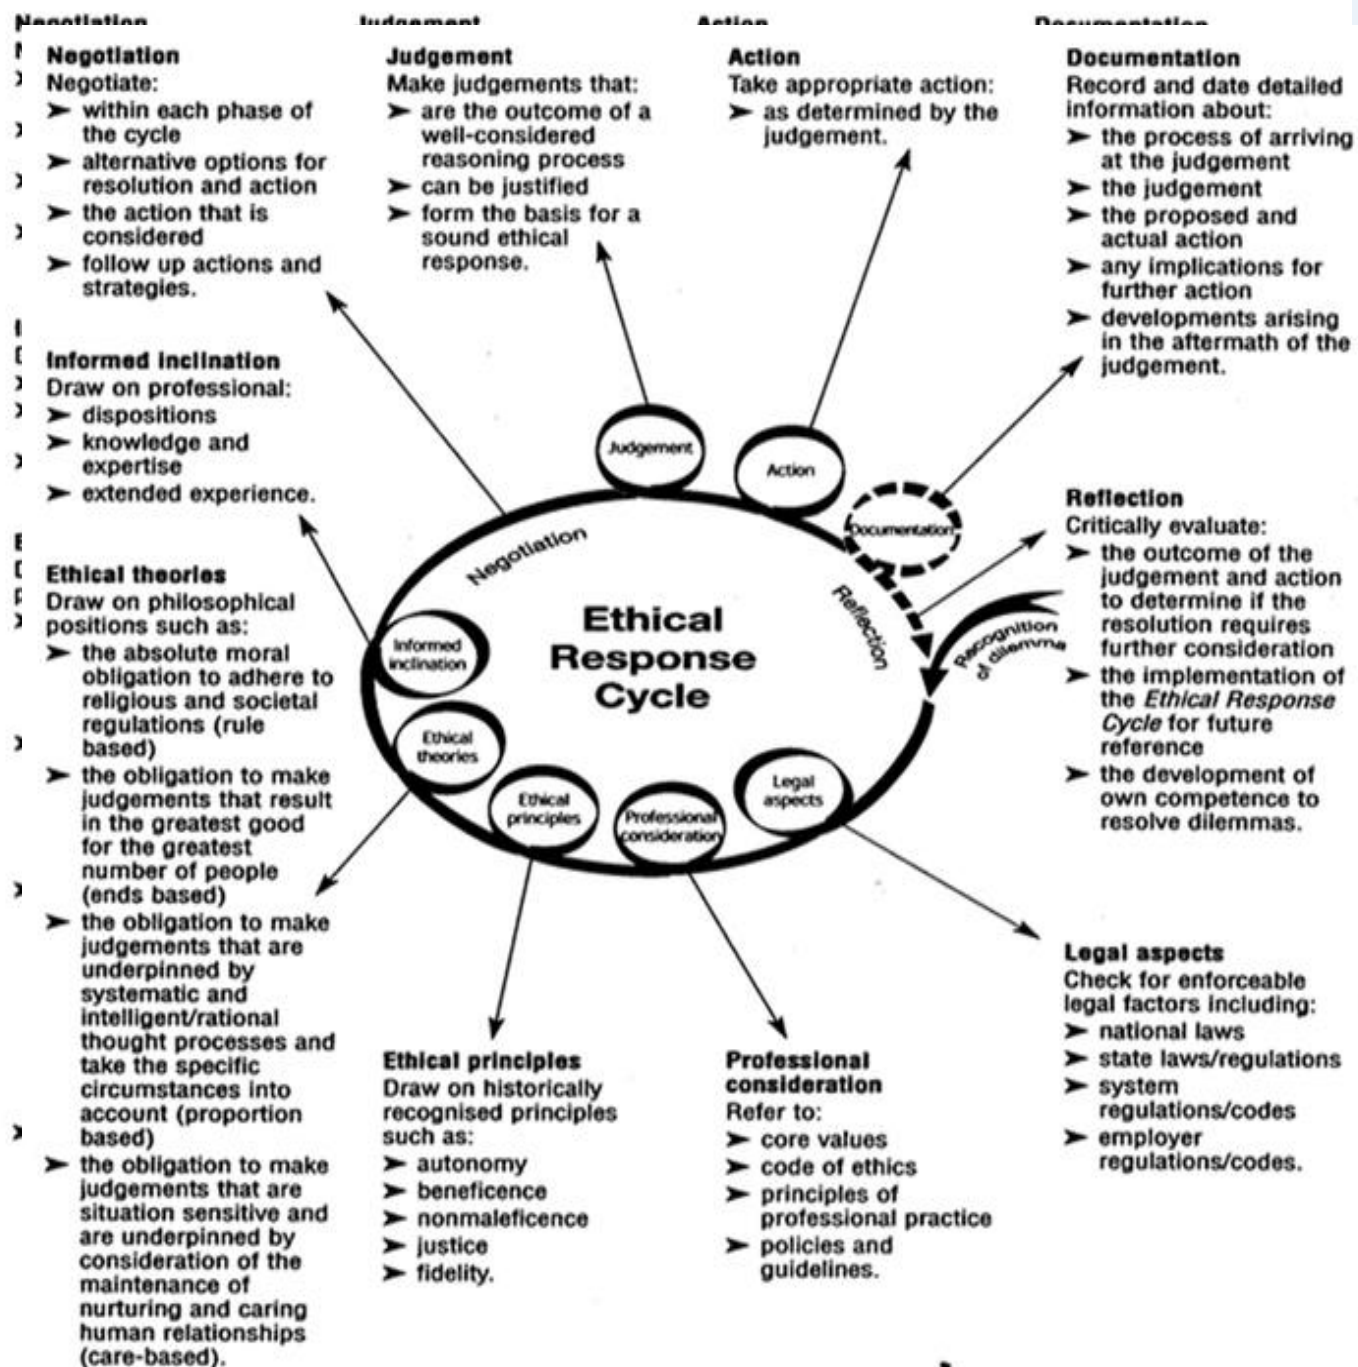 Negotiation
Judgement
Action
Documentation
Negotiation
Negotiate:
➤ within each phase of
the cycle
➤ alternative options for
resolution and action
➤ the action that is
considered
➤ follow up actions and
strategies.
Judgement
Make judgements that:
➤ are the outcome of a
well-considered
reasoning process
➤ can be justified
➤ form the basis for a
sound ethical
response.
Action
Take appropriate action:
➤ as determined by the
judgement.
Documentation
Record and date detailed
information about:
➤ the process of arriving
at the judgement
➤ the judgement
➤ the proposed and
actual action
➤ any implications for
further action
➤ developments arising
in the aftermath of the
judgement.
Informed inclination
Draw on professional:
➤ dispositions
➤ knowledge and
expertise
➤ extended experience.
Ethical theories
Draw on philosophical
positions such as:
➤ the absolute moral
obligation to adhere to
religious and societal
regulations (rule
based)
➤ the obligation to make
judgements that result
in the greatest good
for the greatest
number of people
(ends based)
➤ the obligation to make
judgements that are
underpinned by
systematic and
intelligent/rational
thought processes and
take the specific
circumstances into
account (proportion
based)
➤ the obligation to make
judgements that are
situation sensitive and
are underpinned by
consideration of the
maintenance of
nurturing and caring
human relationships
(care-based).
Judgement
Action
Documentation
Negotiation
Reflection
Recognition
of dilemma
Ethical
Response
Cycle
Informed
inclination
Ethical
theories
Ethical
principles
Professional
consideration
Legal
aspects
Reflection
Critically evaluate:
➤ the outcome of the
judgement and action
to determine if the
resolution requires
further consideration
➤ the implementation of
the Ethical Response
Cycle for future
reference
➤ the development of
own competence to
resolve dilemmas.
Ethical principles
Draw on historically
recognised principles
such as:
➤ autonomy
➤ beneficence
➤ nonmaleficence
➤ justice
➤ fidelity.
Professional
consideration
Refer to:
➤ core values
➤ code of ethics
➤ principles of
professional practice
➤ policies and
guidelines.
Legal aspects
Check for enforceable
legal factors including:
➤ national laws
➤ state laws/regulations
➤ system
regulations/codes
➤ employer
regulations/codes.